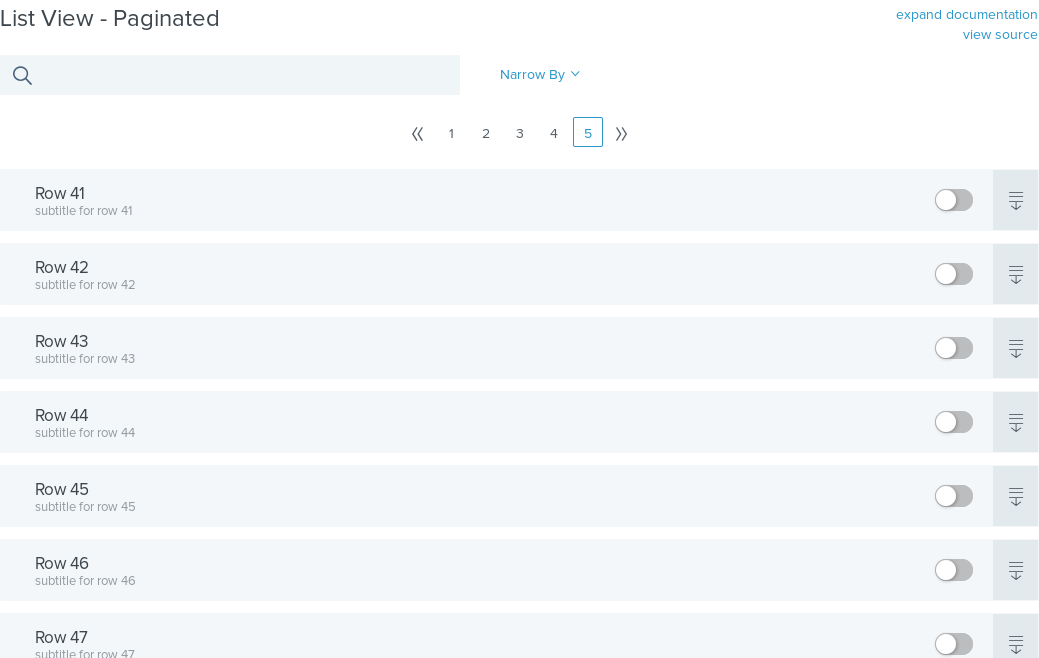 List View - Paginated
expand documentation
view source
Narrow By
1 2 3 4 5
Row 41
subtitle for row 41
Row 42
subtitle for row 42
Row 43
subtitle for row 43
Row 44
subtitle for row 44
Row 45
subtitle for row 45
Row 46
subtitle for row 46
Row 47
subtitle for row 47